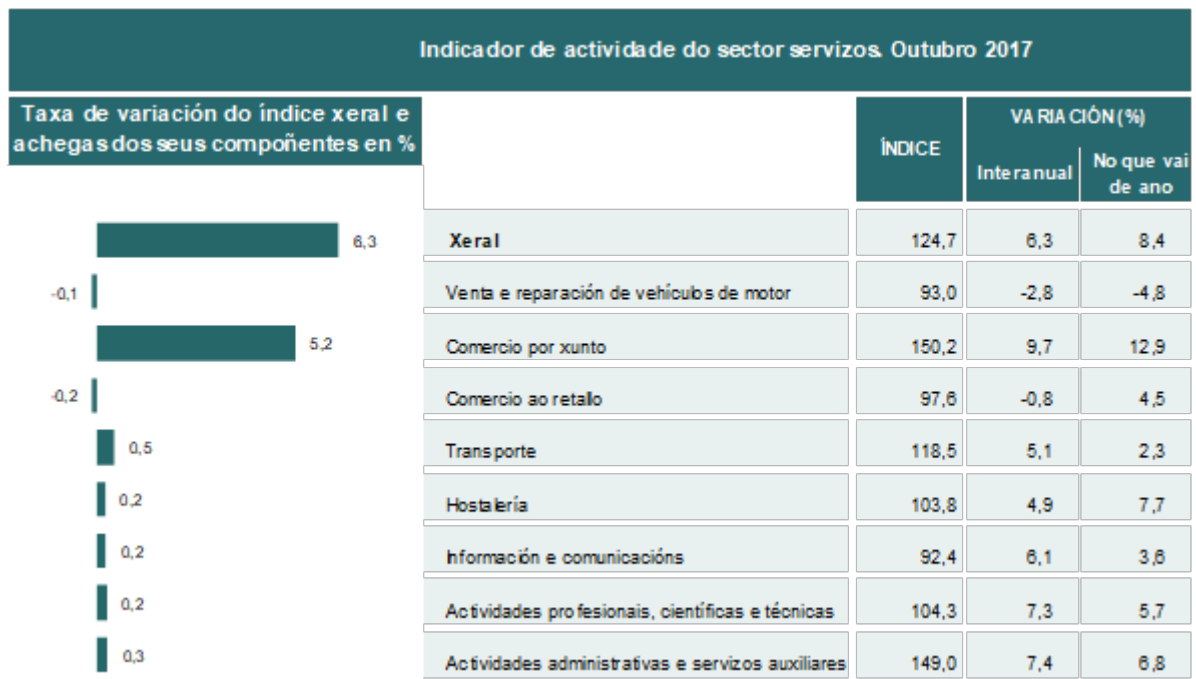 Indicador de actividade do sector servizos. Outubro 2017
Taxa de variación do índice xeral e
achegas dos seus compoñentes en %
ÍNDICE
VARIACIÓN (%)
Interanual
No que vai
de ano
6,3 Xeral 124,7 6,3 8,4
-0,1 Venta e reparación de vehículos de motor 93,0 -2,8 -4,8
5,2 Comercio por xunto 150,2 9,7 12,9
-0,2 Comercio ao retallo 97,6 -0,8 4,5
0,5 Transporte 118,5 5,1 2,3
0,2 Hostalería 103,8 4,9 7,7
0,2 Información e comunicacións 92,4 6,1 3,6
0,2 Actividades profesionais, científicas e técnicas 104,3 7,3 5,7
0,3 Actividades administrativas e servizos auxiliares 149,0 7,4 6,8